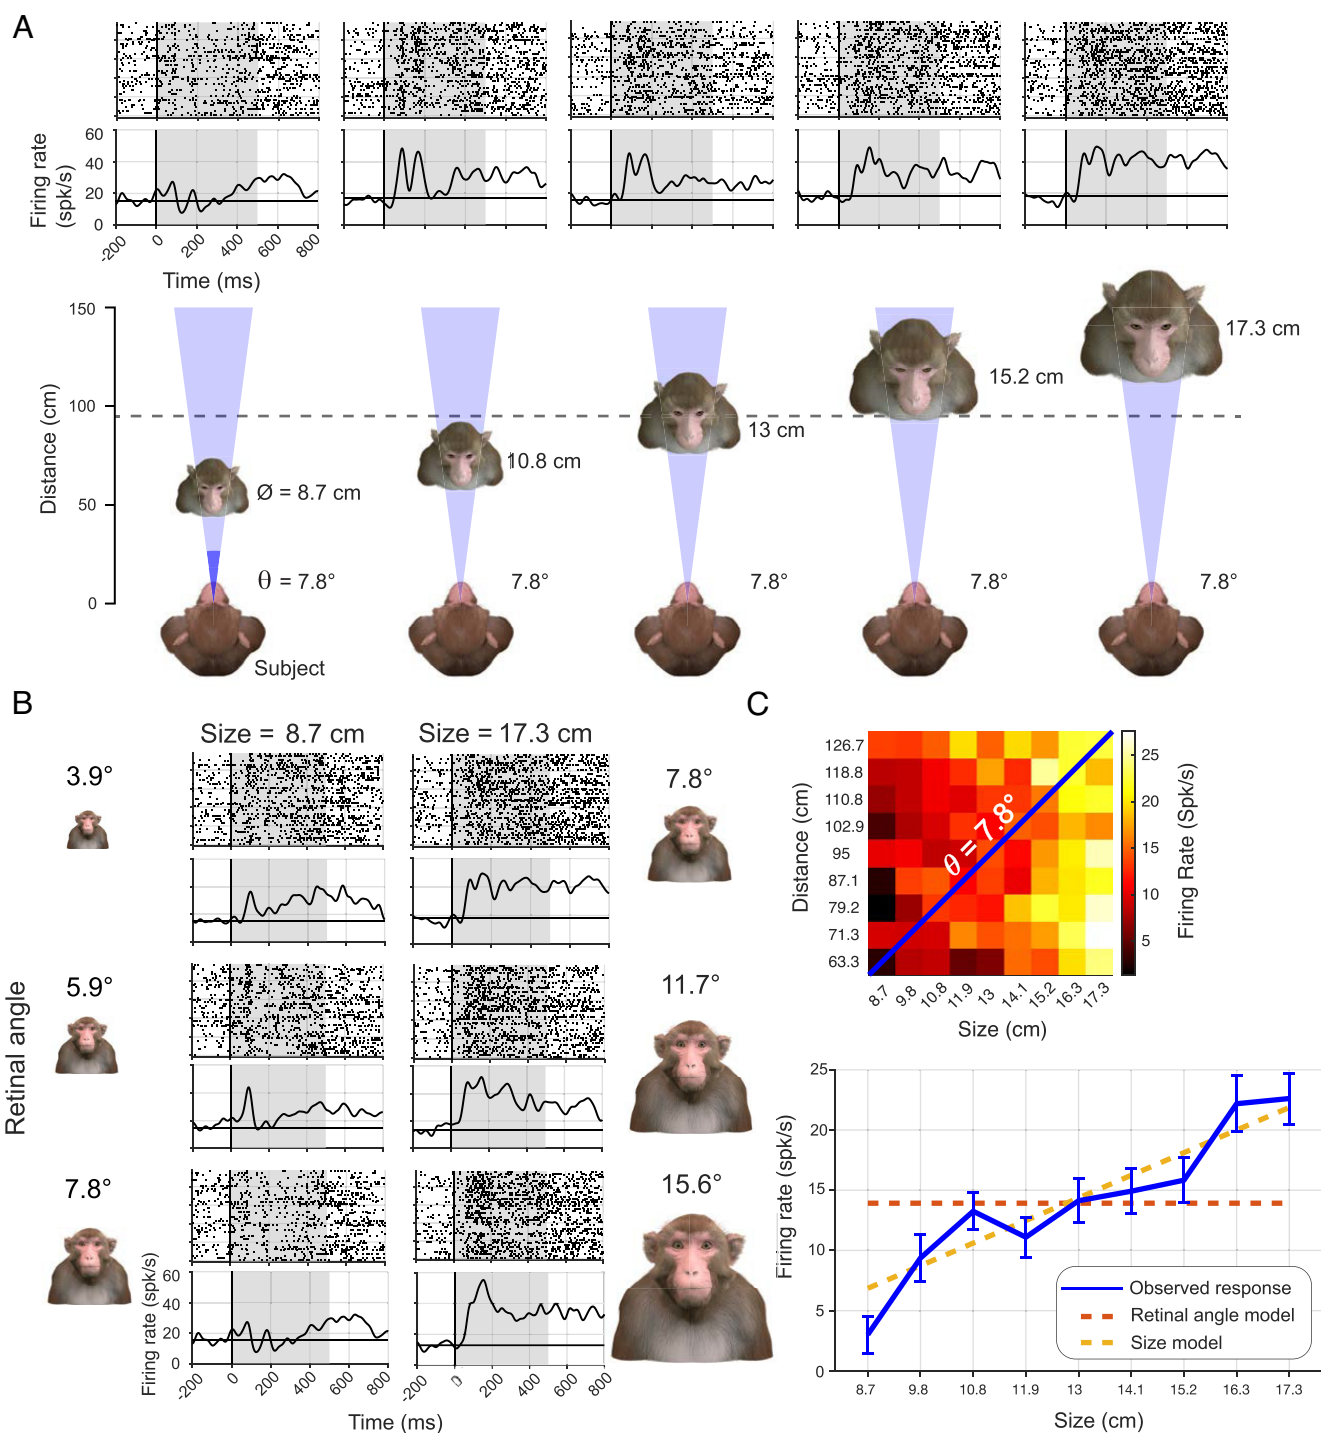 A
Firing rate
(spk/s)
60
40
20
0
-200
0
200
400
600
800
Time (ms)
Distance (cm)
150
100
50
0
Ø = 8.7 cm
10.8 cm
13 cm
15.2 cm
17.3 cm
θ = 7.8°
7.8°
7.8°
7.8°
7.8°
Subject
B
Size = 8.7 cm
Size = 17.3 cm
Retinal angle
3.9°
7.8°
5.9°
11.7°
7.8°
15.6°
Firing rate (spk/s)
60
40
20
0
-200
0
200
400
600
800
-200
0
200
400
600
800
Time (ms)
C
Distance (cm)
126.7
118.8
110.8
102.9
95
87.1
79.2
71.3
63.3
θ = 7.8°
8.7
9.8
10.8
11.9
13
14.1
15.2
16.3
17.3
Size (cm)
25
20
15
10
5
Firing Rate (Spk/s)
Firing rate (spk/s)
25
20
15
10
5
0
Observed response
Retinal angle model
Size model
8.7
9.8
10.8
11.9
13
14.1
15.2
16.3
17.3
Size (cm)